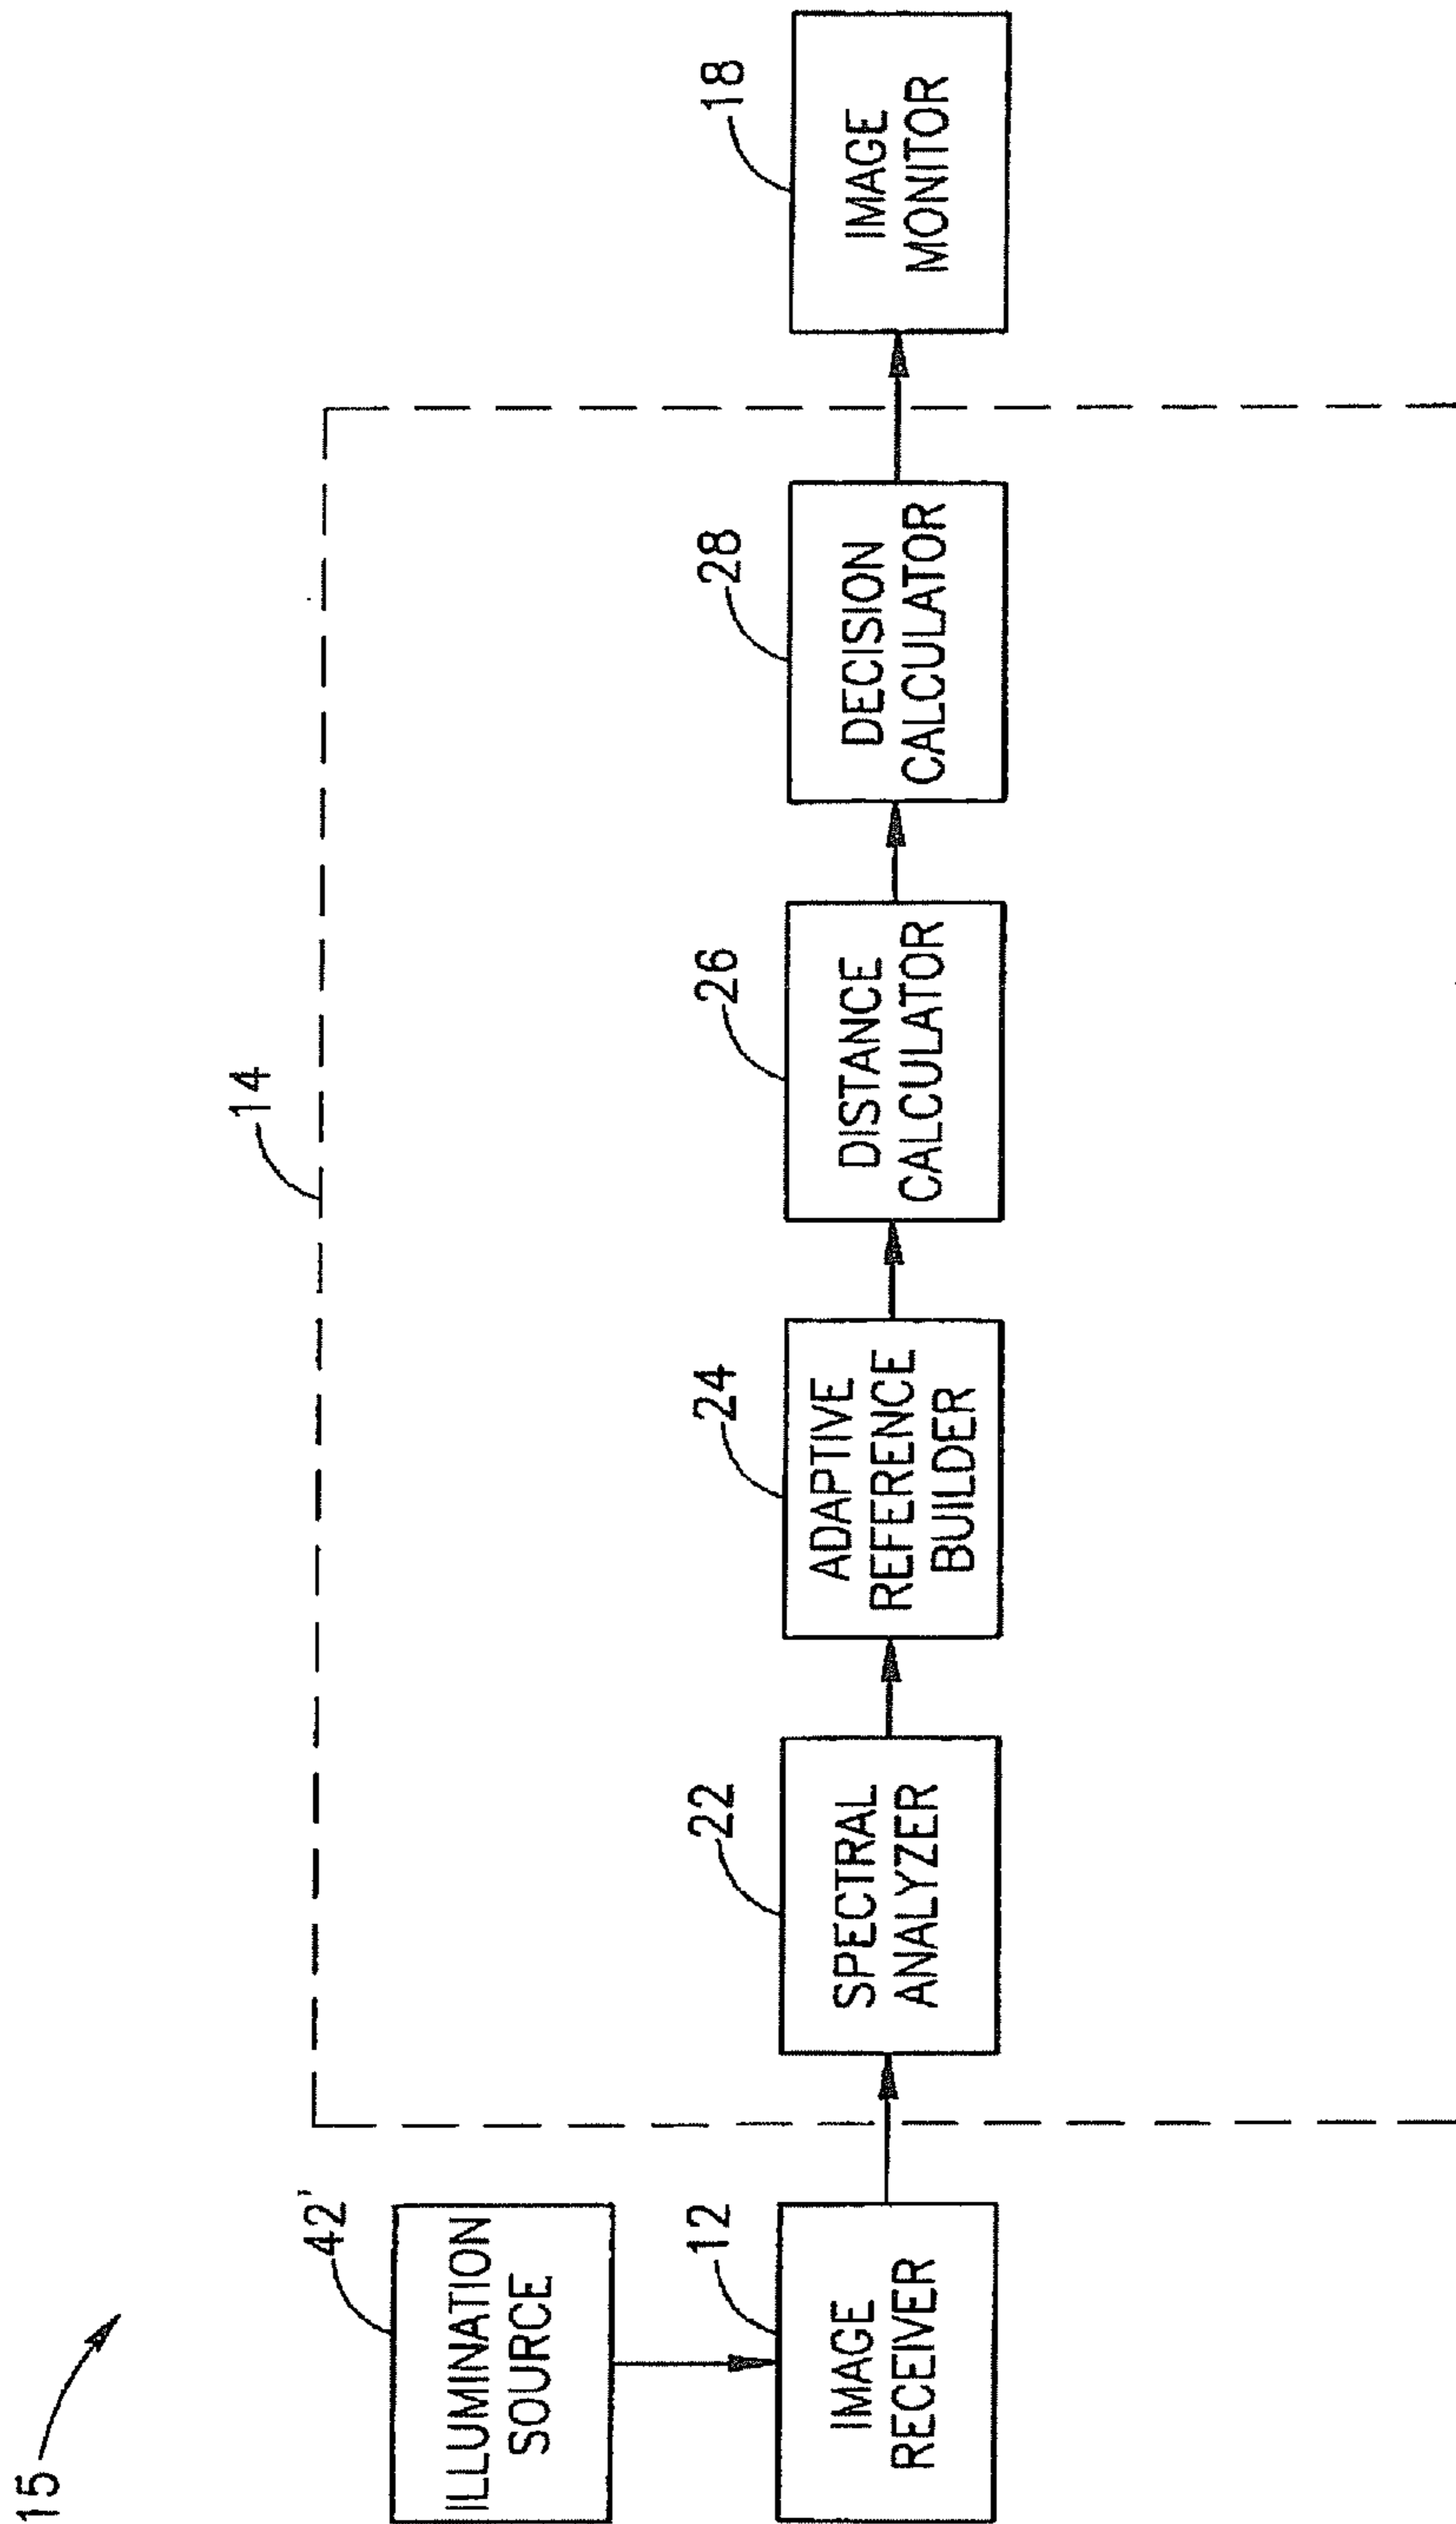 15
14
42'
ILLUMINATION
SOURCE
12
IMAGE
RECEIVER
22
SPECTRAL
ANALYZER
24
ADAPTIVE
REFERENCE
BUILDER
26
DISTANCE
CALCULATOR
28
DECISION
CALCULATOR
18
IMAGE
MONITOR